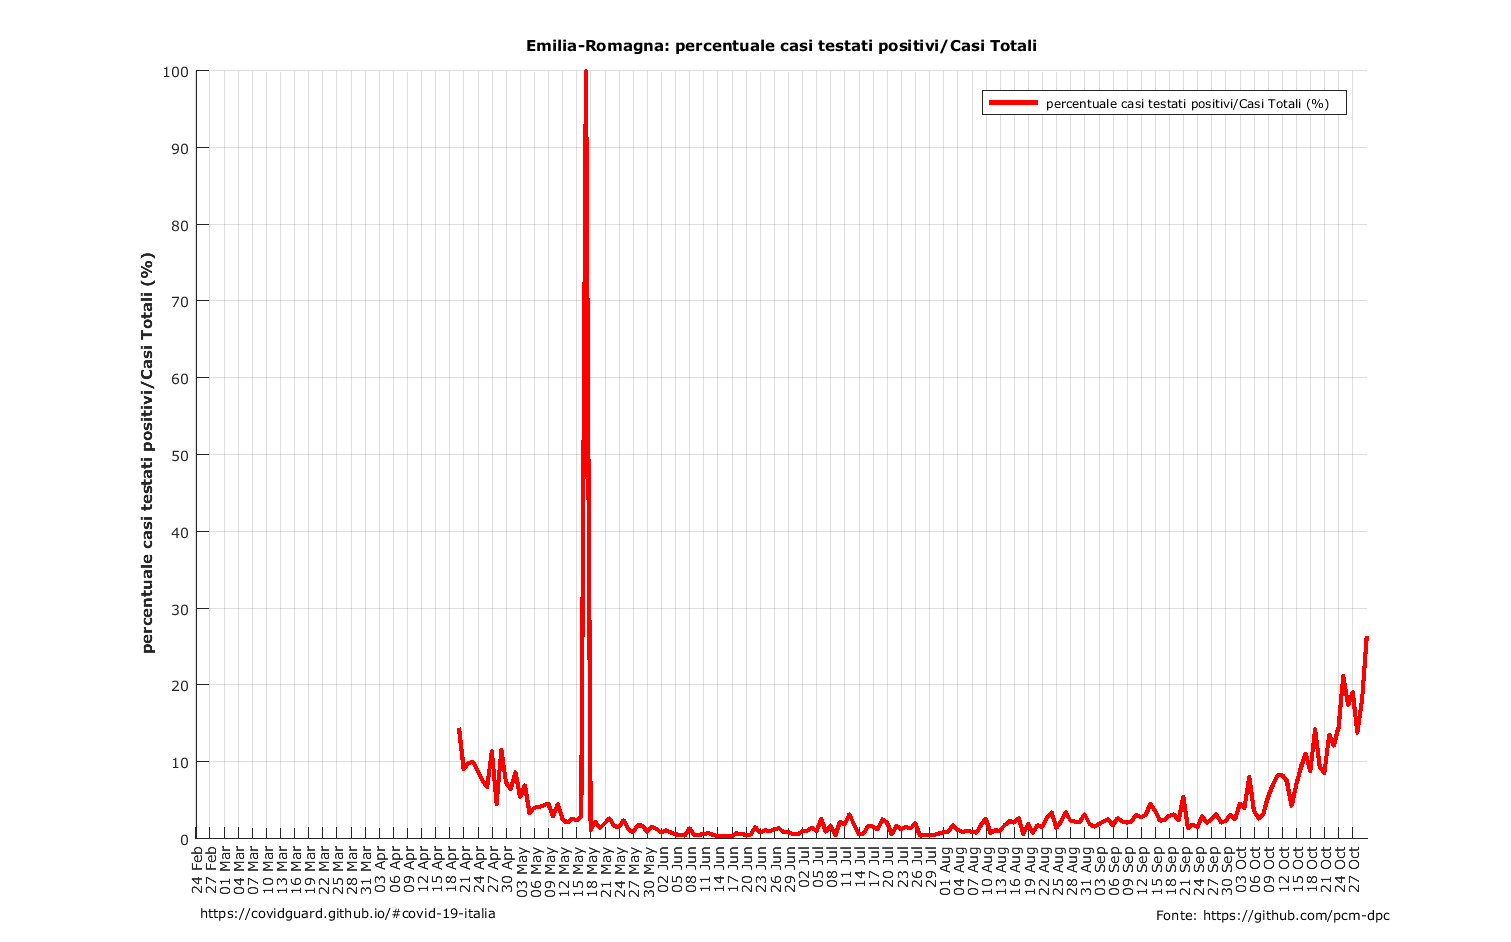 Emilia-Romagna: percentuale casi testati positivi/Casi Totali
percentuale casi testati positivi/Casi Totali (%)
percentuale casi testati positivi/Casi Totali (%)
100
90
80
70
60
50
40
30
20
10
0
24 Feb
27 Feb
01 Mar
04 Mar
07 Mar
10 Mar
13 Mar
16 Mar
19 Mar
22 Mar
25 Mar
28 Mar
31 Mar
03 Apr
06 Apr
09 Apr
12 Apr
15 Apr
18 Apr
21 Apr
24 Apr
27 Apr
30 Apr
03 May
06 May
09 May
12 May
15 May
18 May
21 May
24 May
27 May
30 May
02 Jun
05 Jun
08 Jun
11 Jun
14 Jun
17 Jun
20 Jun
23 Jun
26 Jun
29 Jun
02 Jul
05 Jul
08 Jul
11 Jul
14 Jul
17 Jul
20 Jul
23 Jul
26 Jul
29 Jul
01 Aug
04 Aug
07 Aug
10 Aug
13 Aug
16 Aug
19 Aug
22 Aug
25 Aug
28 Aug
31 Aug
03 Sep
06 Sep
09 Sep
12 Sep
15 Sep
18 Sep
21 Sep
24 Sep
27 Sep
30 Sep
03 Oct
06 Oct
09 Oct
12 Oct
15 Oct
18 Oct
21 Oct
24 Oct
27 Oct
https://covidguard.github.io/#covid-19-italia
Fonte: https://github.com/pcm-dpc